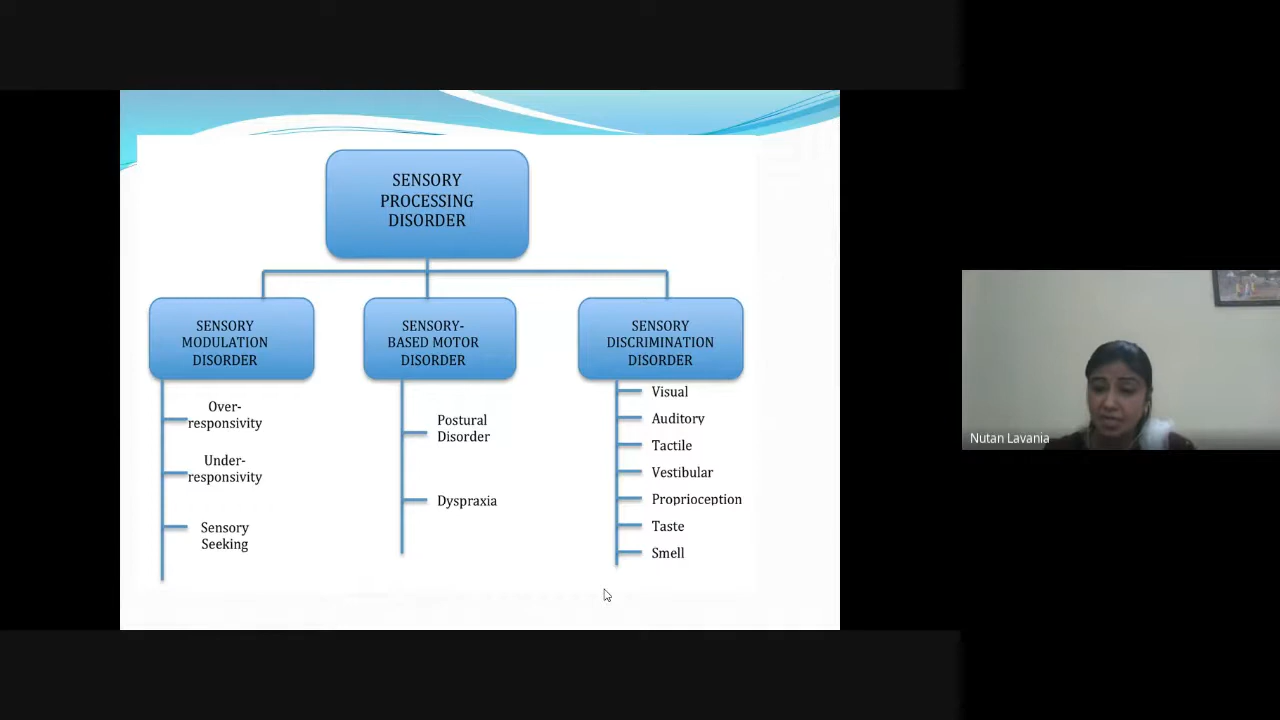 SENSORY
PROCESSING
DISORDER
SENSORY
MODULATION
DISORDER
Over-
responsivity
Under-
responsivity
Sensory
Seeking
SENSORY-
BASED MOTOR
DISORDER
Postural
Disorder
Dyspraxia
SENSORY
DISCRIMINATION
DISORDER
Visual
Auditory
Tactile
Vestibular
Proprioception
Taste
Smell
Nutan Lavania